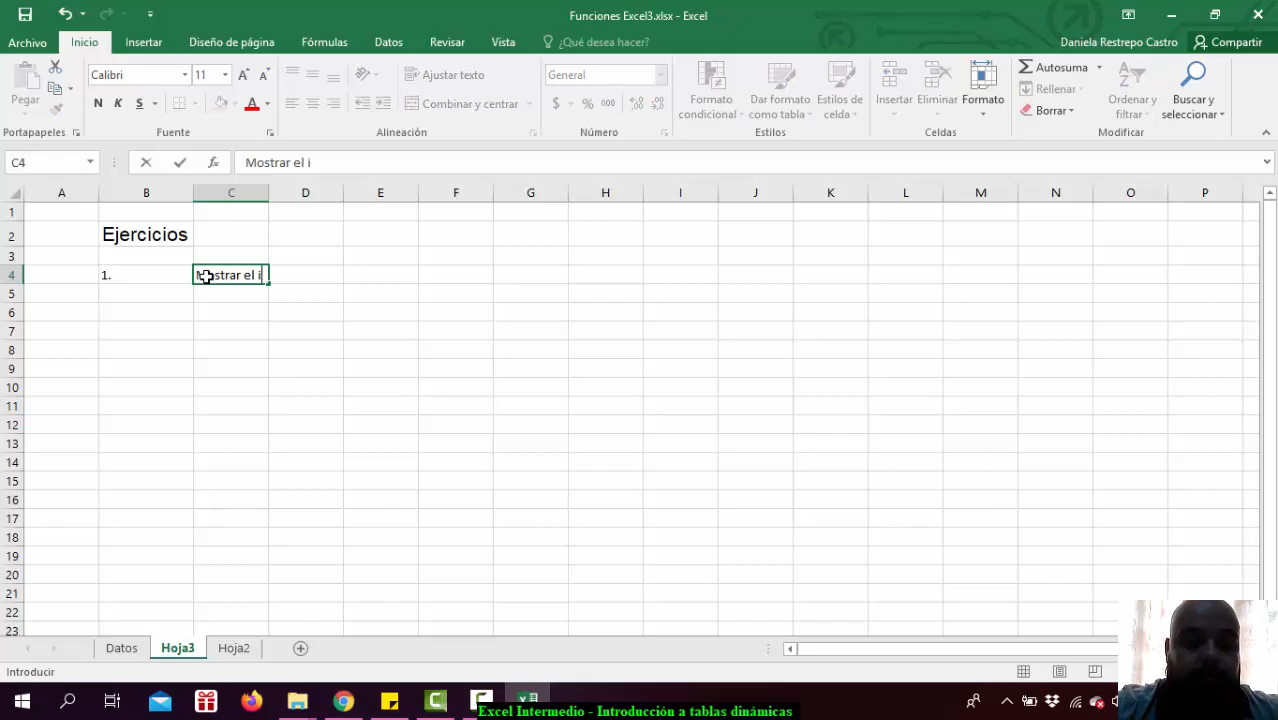 Funciones Excel3.xlsx - Excel
Archivo Inicio Insertar Diseño de página Fórmulas Datos Revisar Vista ¿Qué desea hacer? Daniela Restrepo Castro Compartir
Pegar
Calibri 11
N K S
Ajustar texto
Combinar y centrar
General
$ % 000
Formato condicional
Dar formato como tabla
Estilos de celda
Insertar Eliminar Formato
Autosuma
Rellenar
Borrar
Ordenar y filtrar
Buscar y seleccionar
Portapapeles Fuente Alineación Número Estilos Celdas Modificar
C4 fx Mostrar el i
A B C D E F G H I J K L M N O P
1
2 Ejercicios
3
4 1. Mostrar el i
5
6
7
8
9
10
11
12
13
14
15
16
17
18
19
20
21
22
23
Datos Hoja3 Hoja2
Introducir
Excel Intermedio - Introducción a tablas dinámicas